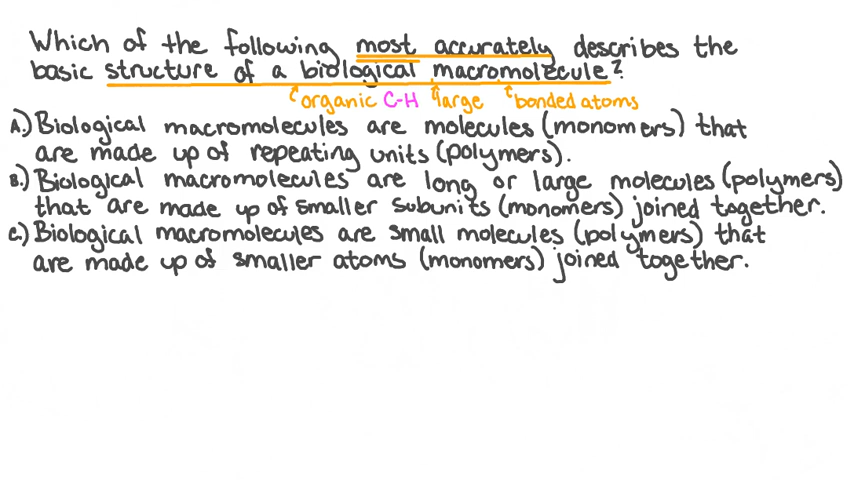 Which of the following most accurately describes the
basic structure of a biological macromolecule?
organic C-H large bonded atoms
A.) Biological macromolecules are molecules (monomers) that
are made up of repeating units (polymers).
B.) Biological macromolecules are long or large molecules (polymers)
that are made up of smaller subunits (monomers) joined together.
C.) Biological macromolecules are small molecules (polymers) that
are made up of smaller atoms (monomers) joined together.